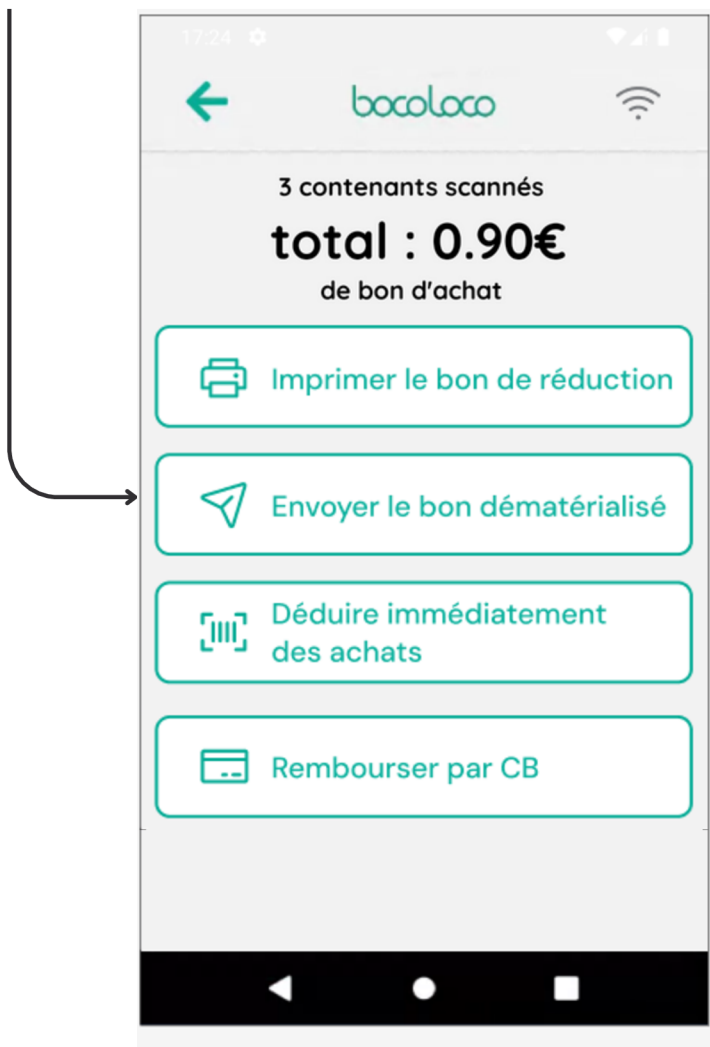 17:24
bocoloco
3 contenants scannés
total : 0.90€
de bon d'achat
Imprimer le bon de réduction
Envoyer le bon dématérialisé
Déduire immédiatement
des achats
Rembourser par CB